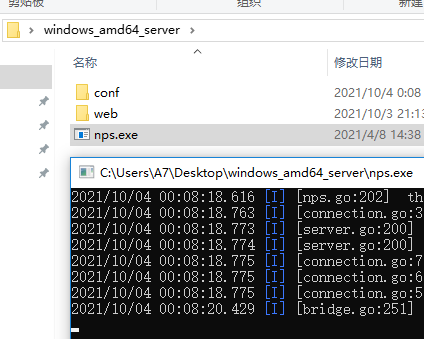 剪贴板 组织 新建
windows_amd64_server
名称 修改日期
conf 2021/10/4 0:08
web 2021/10/3 21:13
nps.exe 2021/4/8 14:38
C:\Users\A7\Desktop\windows_amd64_server\nps.exe
2021/10/04 00:08:18.616 [I] [nps.go:202] th
2021/10/04 00:08:18.763 [I] [connection.go:3
2021/10/04 00:08:18.773 [I] [server.go:200]
2021/10/04 00:08:18.774 [I] [server.go:200]
2021/10/04 00:08:18.775 [I] [connection.go:7
2021/10/04 00:08:18.775 [I] [connection.go:6
2021/10/04 00:08:18.775 [I] [connection.go:5
2021/10/04 00:08:20.429 [I] [bridge.go:251]